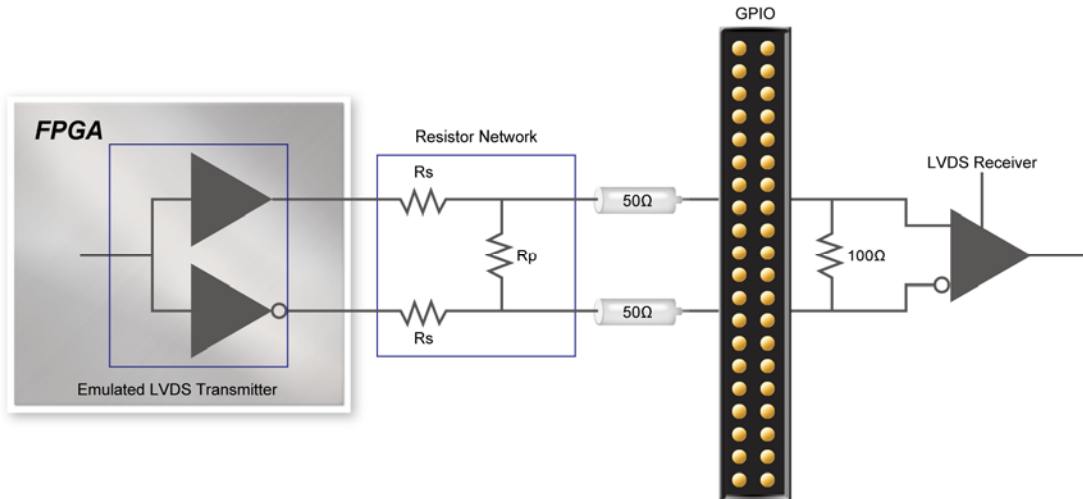 GPIO
FPGA
Resistor Network
LVDS Receiver
Rs
50Ω
Rp
100Ω
50Ω
Rs
Emulated LVDS Transmitter